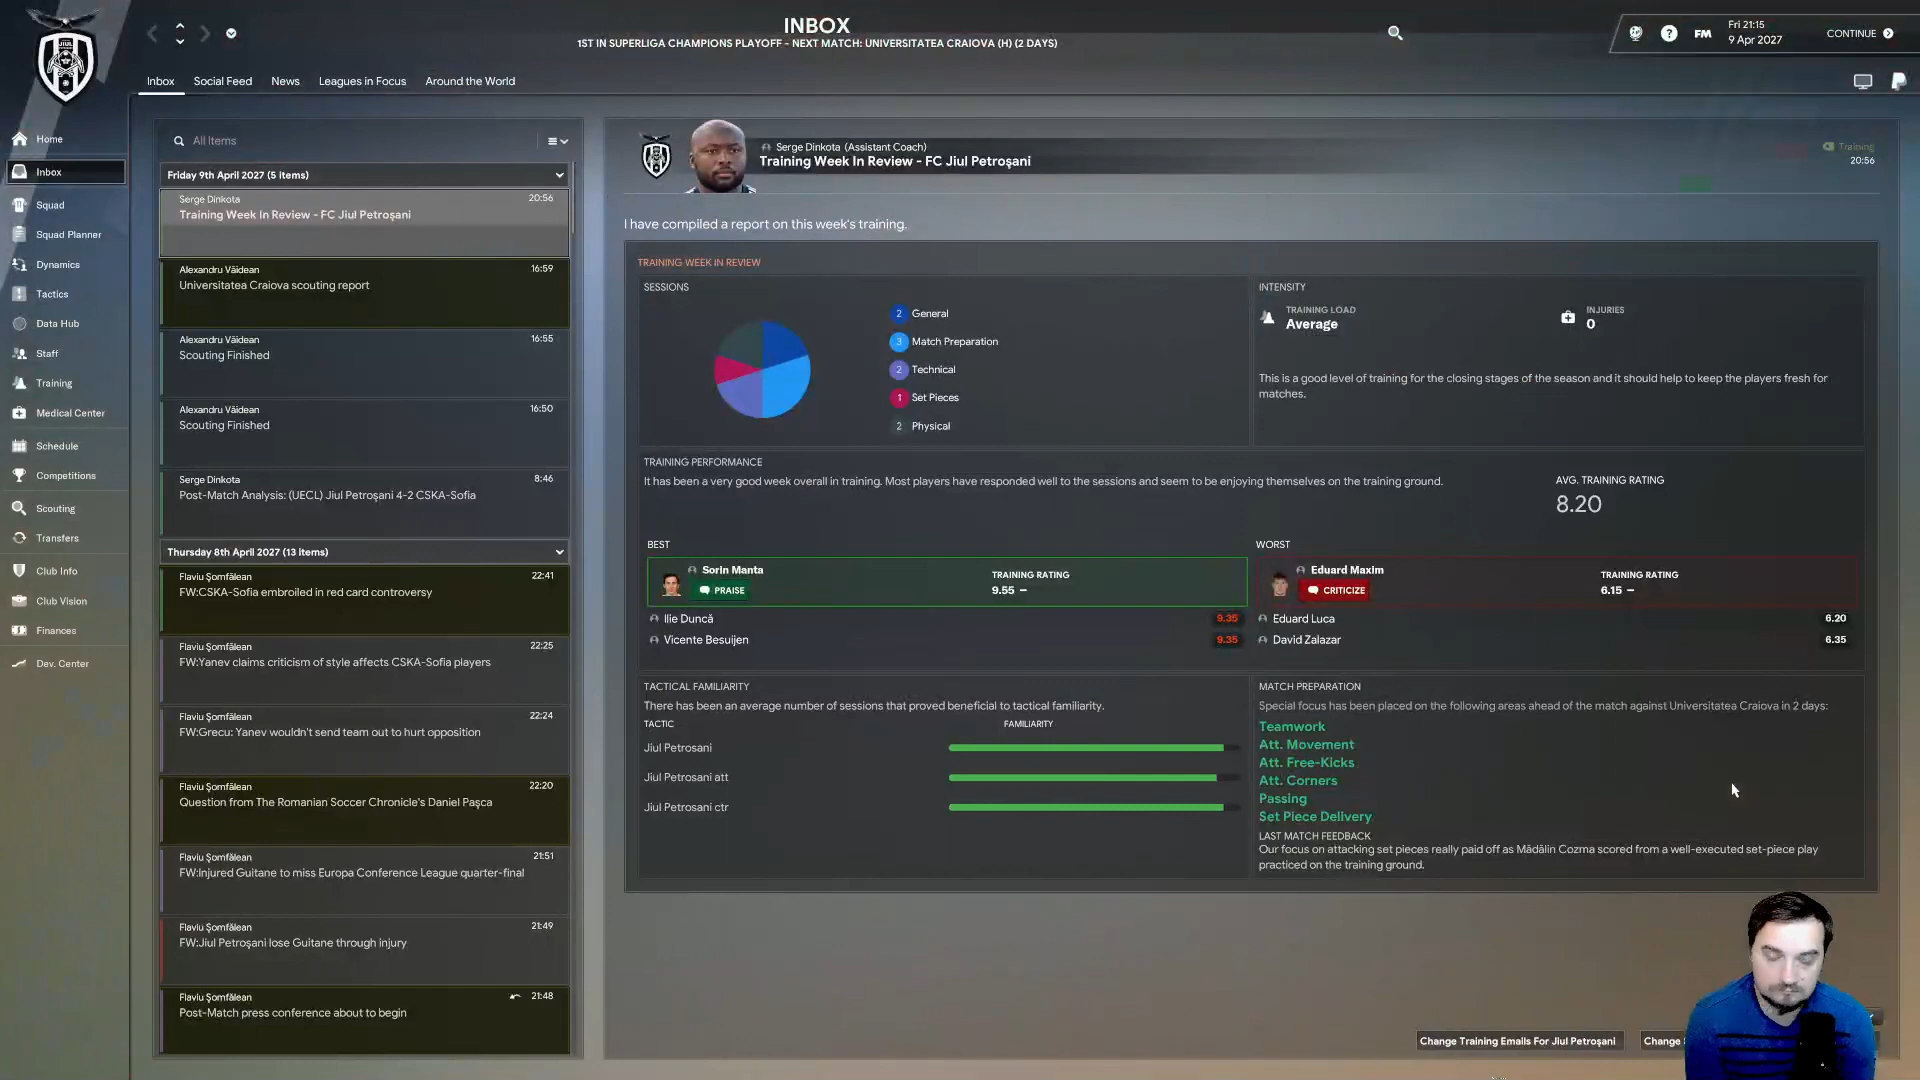 INBOX
1ST IN SUPERLIGA CHAMPIONS PLAYOFF - NEXT MATCH: UNIVERSITATEA CRAIOVA (H) (2 DAYS)
FM
Fri 21:15
9 Apr 2027
CONTINUE
Inbox
Social Feed
News
Leagues in Focus
Around the World
Home
Inbox
Squad
Squad Planner
Dynamics
Tactics
Data Hub
Staff
Training
Medical Center
Schedule
Competitions
Scouting
Transfers
Club Info
Club Vision
Finances
Dev. Center
All Items
Friday 9th April 2027 (5 Items)
Serge Dinkota 20:56
Training Week In Review - FC Jiul Petroșani
Alexandru Văidean 16:59
Universitatea Craiova scouting report
Alexandru Văidean 16:55
Scouting Finished
Alexandru Văidean 16:50
Scouting Finished
Serge Dinkota 8:46
Post-Match Analysis: (UECL) Jiul Petroșani 4-2 CSKA-Sofia
Thursday 8th April 2027 (13 items)
Flaviu Șomfălean 22:41
FW:CSKA-Sofia embroiled in red card controversy
Flaviu Șomfălean 22:25
FW:Yanev claims criticism of style affects CSKA-Sofia players
Flaviu Șomfălean 22:24
FW:Grecu: Yanev wouldn't send team out to hurt opposition
Flaviu Șomfălean 22:20
Question from The Romanian Soccer Chronicle's Daniel Pașca
Flaviu Șomfălean 21:51
FW:Injured Guitane to miss Europa Conference League quarter-final
Flaviu Șomfălean 21:49
FW:Jiul Petroșani lose Guitane through injury
Flaviu Șomfălean 21:48
Post-Match press conference about to begin
Serge Dinkota (Assistant Coach)
Training Week In Review - FC Jiul Petroșani
Training
20:56
I have compiled a report on this week's training.
TRAINING WEEK IN REVIEW
SESSIONS
2 General
3 Match Preparation
2 Technical
1 Set Pieces
2 Physical
INTENSITY
TRAINING LOAD
Average
INJURIES
0
This is a good level of training for the closing stages of the season and it should help to keep the players fresh for
matches.
TRAINING PERFORMANCE
It has been a very good week overall in training. Most players have responded well to the sessions and seem to be enjoying themselves on the training ground.
AVG. TRAINING RATING
8.20
BEST
Sorin Manta
PRAISE
TRAINING RATING
9.55 –
Ilie Duncă 9.35
Vicente Besuijen 9.35
WORST
Eduard Maxim
CRITICIZE
TRAINING RATING
6.15 –
Eduard Luca 6.20
David Zalazar 6.35
TACTICAL FAMILIARITY
There has been an average number of sessions that proved beneficial to tactical familiarity.
TACTIC FAMILIARITY
Jiul Petrosani
Jiul Petrosani att
Jiul Petrosani ctr
MATCH PREPARATION
Special focus has been placed on the following areas ahead of the match against Universitatea Craiova in 2 days:
Teamwork
Att. Movement
Att. Free-Kicks
Att. Corners
Passing
Set Piece Delivery
LAST MATCH FEEDBACK
Our focus on attacking set pieces really paid off as Mădălin Cozma scored from a well-executed set-piece play
practiced on the training ground.
Change Training Emails For Jiul Petroșani
Change